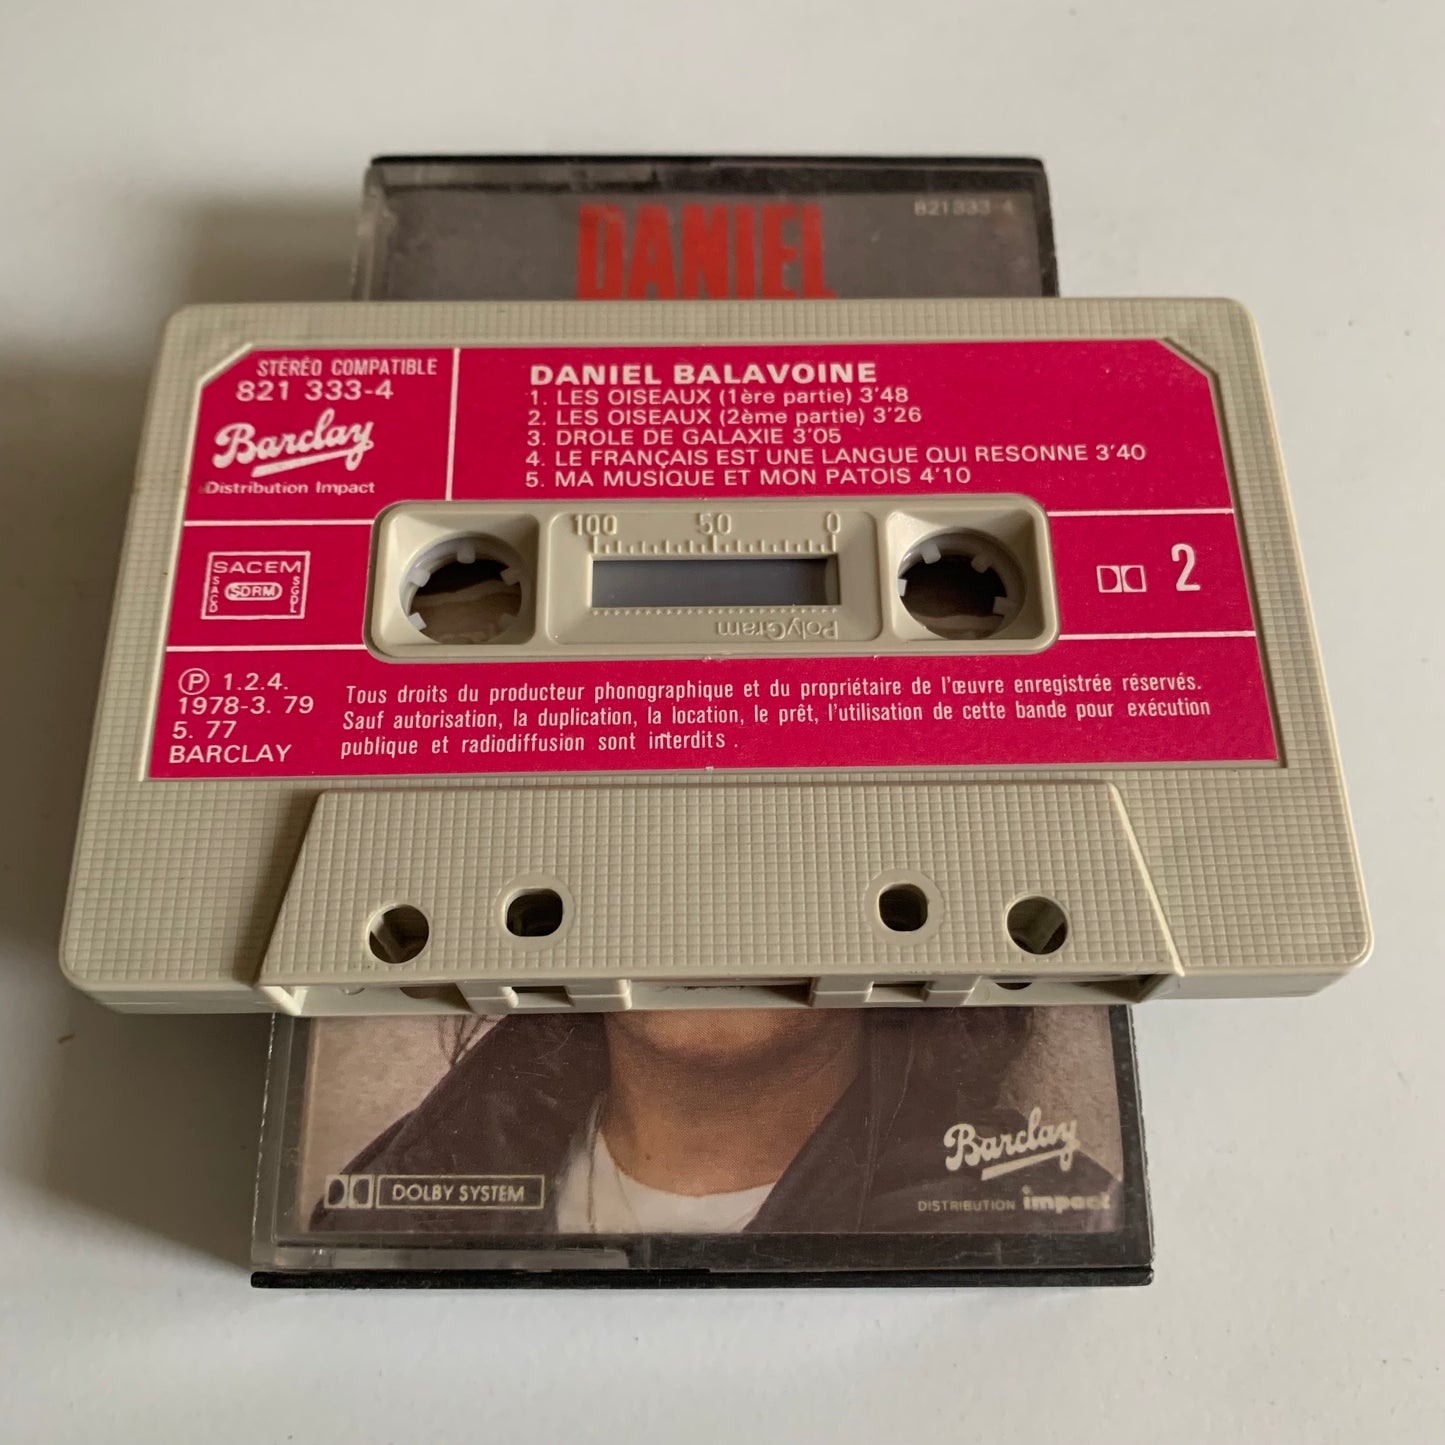 DANIEL
821333-4
STÉRÉO COMPATIBLE
821 333-4
Barclay
Distribution Impact
DANIEL BALAVOINE
1. LES OISEAUX (1ère partie) 3'48
2. LES OISEAUX (2ème partie) 3'26
3. DROLE DE GALAXIE 3'05
4. LE FRANÇAIS EST UNE LANGUE QUI RESONNE 3'40
5. MA MUSIQUE ET MON PATOIS 4'10
100 50 0
PolyGram
SACEM
SACD SDRM SGDL
2
Ⓟ 1.2.4.
1978-3. 79
5. 77
BARCLAY
Tous droits du producteur phonographique et du propriétaire de l'œuvre enregistrée réservés.
Sauf autorisation, la duplication, la location, le prêt, l'utilisation de cette bande pour exécution
publique et radiodiffusion sont interdits.
DOLBY SYSTEM
Barclay
DISTRIBUTION impact